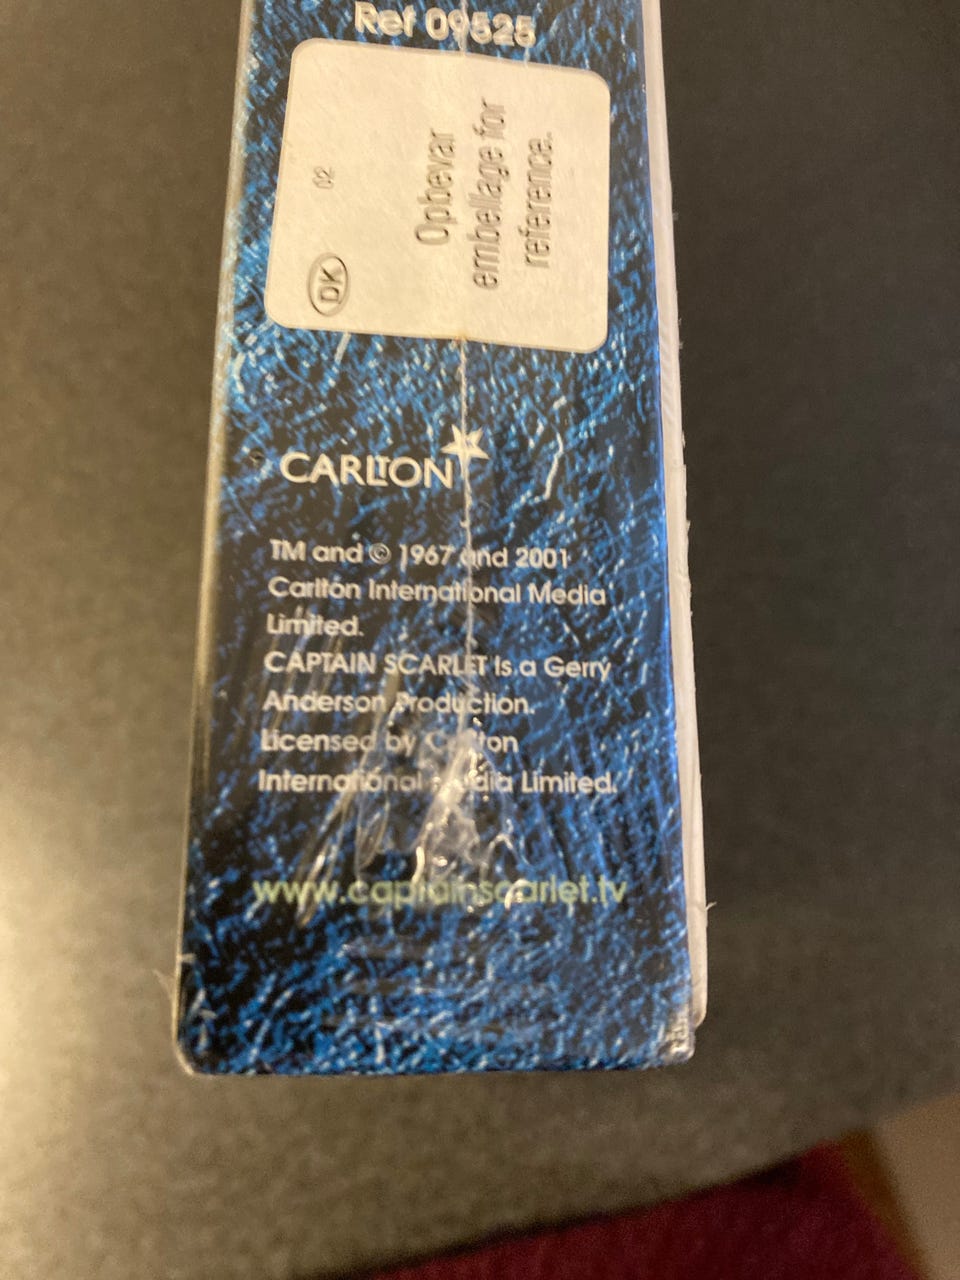 Ref 09525
DK
02
Opbevar
embellage for
reference.
CARLTON
TM and © 1967 and 2001
Carlton International Media
Limited.
CAPTAIN SCARLET is a Gerry
Anderson Production.
Licensed by Carlton
International Media Limited.
www.captainscarlet.tv